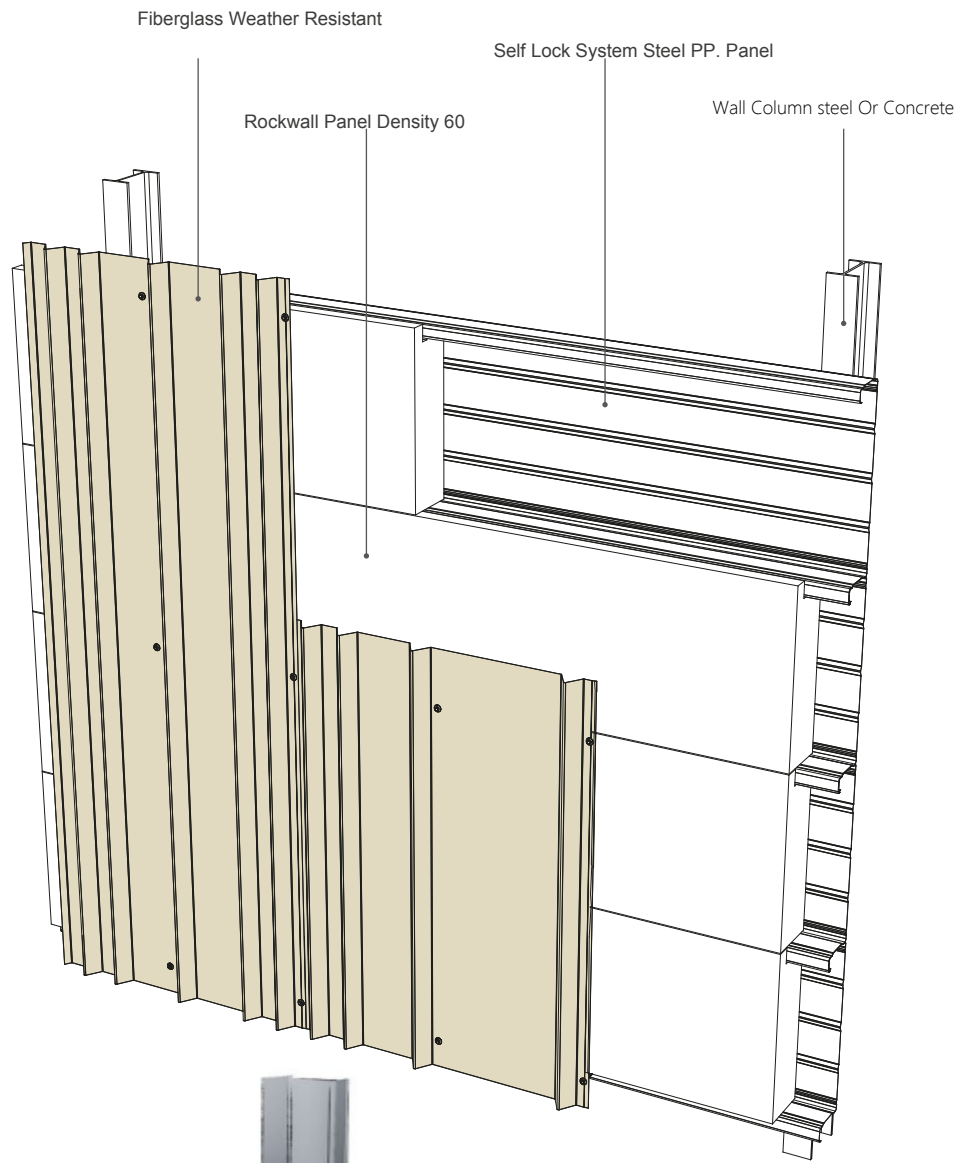 Fiberglass Weather Resistant
Self Lock System Steel PP. Panel
Wall Column steel Or Concrete
Rockwall Panel Density 60